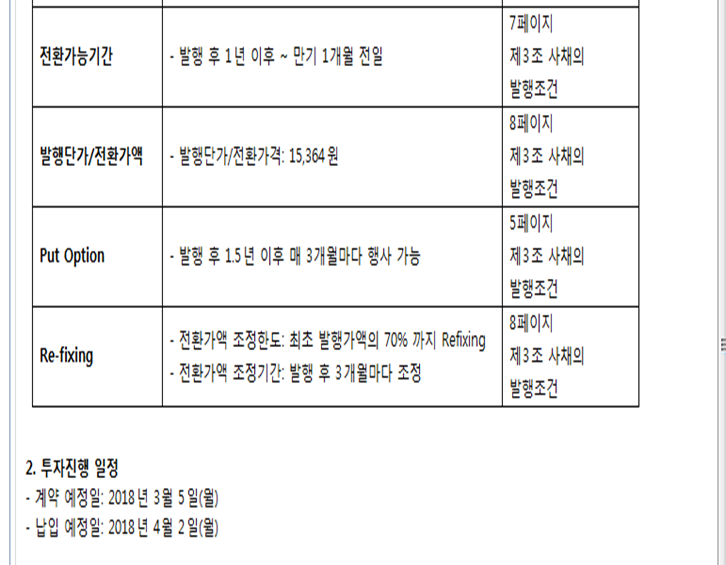 전환가능기간
- 발행 후 1년 이후 ~ 만기 1개월 전일
7페이지
제3조 사채의
발행조건
발행단가/전환가액
- 발행단가/전환가격: 15,364원
8페이지
제3조 사채의
발행조건
Put Option
- 발행 후 1.5년 이후 매 3개월마다 행사 가능
5페이지
제3조 사채의
발행조건
Re-fixing
- 전환가액 조정한도: 최초 발행가액의 70% 까지 Refixing
- 전환가액 조정기간: 발행 후 3개월마다 조정
8페이지
제3조 사채의
발행조건
2. 투자진행 일정
- 계약 예정일: 2018년 3월 5일(월)
- 납입 예정일: 2018년 4월 2일(월)